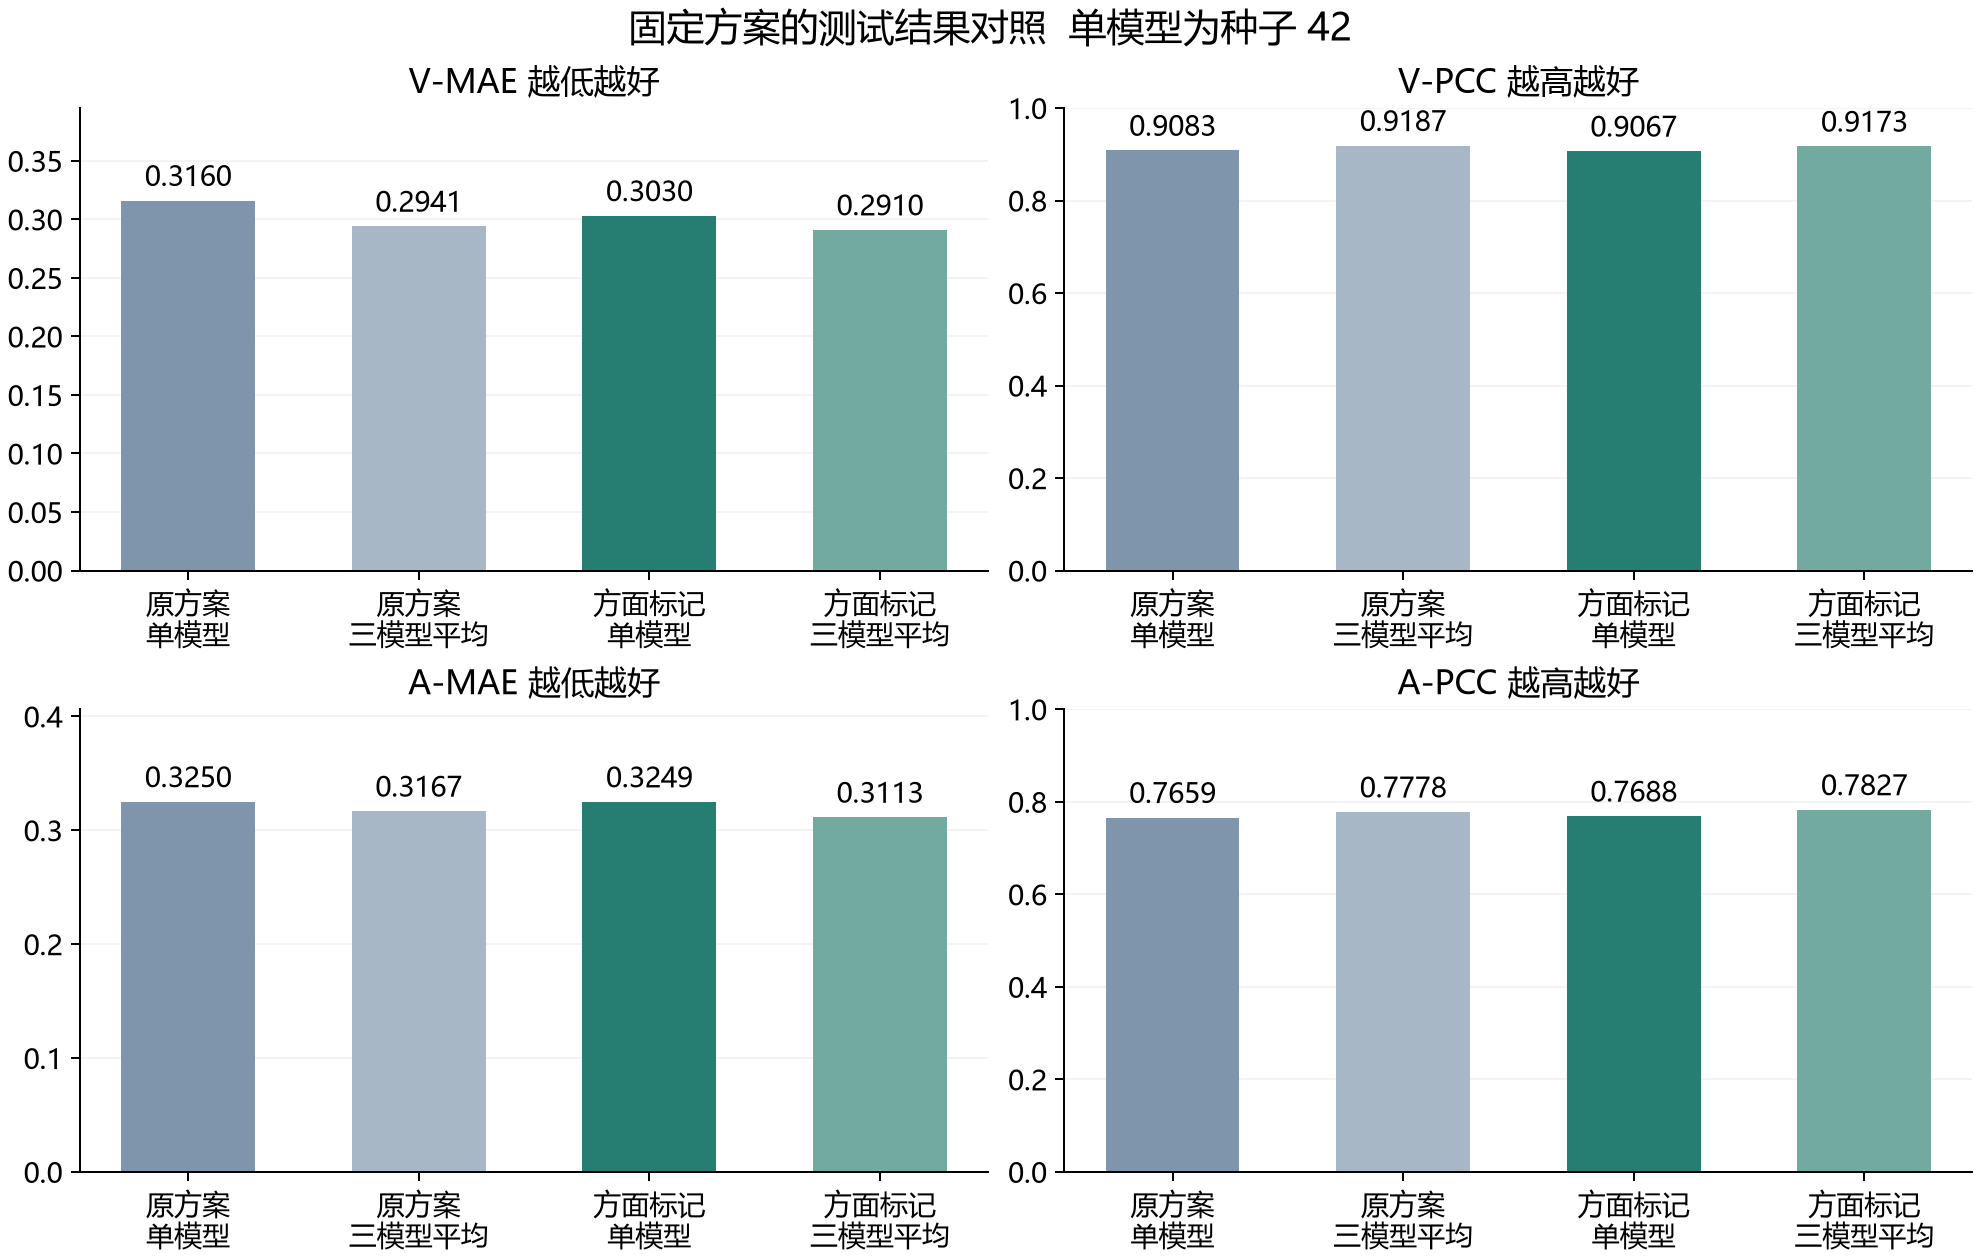 固定方案的测试结果对照 单模型为种子 42
V-MAE 越低越好
0.35
0.30
0.25
0.20
0.15
0.10
0.05
0.00
0.3160
0.2941
0.3030
0.2910
原方案
单模型
原方案
三模型平均
方面标记
单模型
方面标记
三模型平均
V-PCC 越高越好
1.0
0.8
0.6
0.4
0.2
0.0
0.9083
0.9187
0.9067
0.9173
原方案
单模型
原方案
三模型平均
方面标记
单模型
方面标记
三模型平均
A-MAE 越低越好
0.4
0.3
0.2
0.1
0.0
0.3250
0.3167
0.3249
0.3113
原方案
单模型
原方案
三模型平均
方面标记
单模型
方面标记
三模型平均
A-PCC 越高越好
1.0
0.8
0.6
0.4
0.2
0.0
0.7659
0.7778
0.7688
0.7827
原方案
单模型
原方案
三模型平均
方面标记
单模型
方面标记
三模型平均